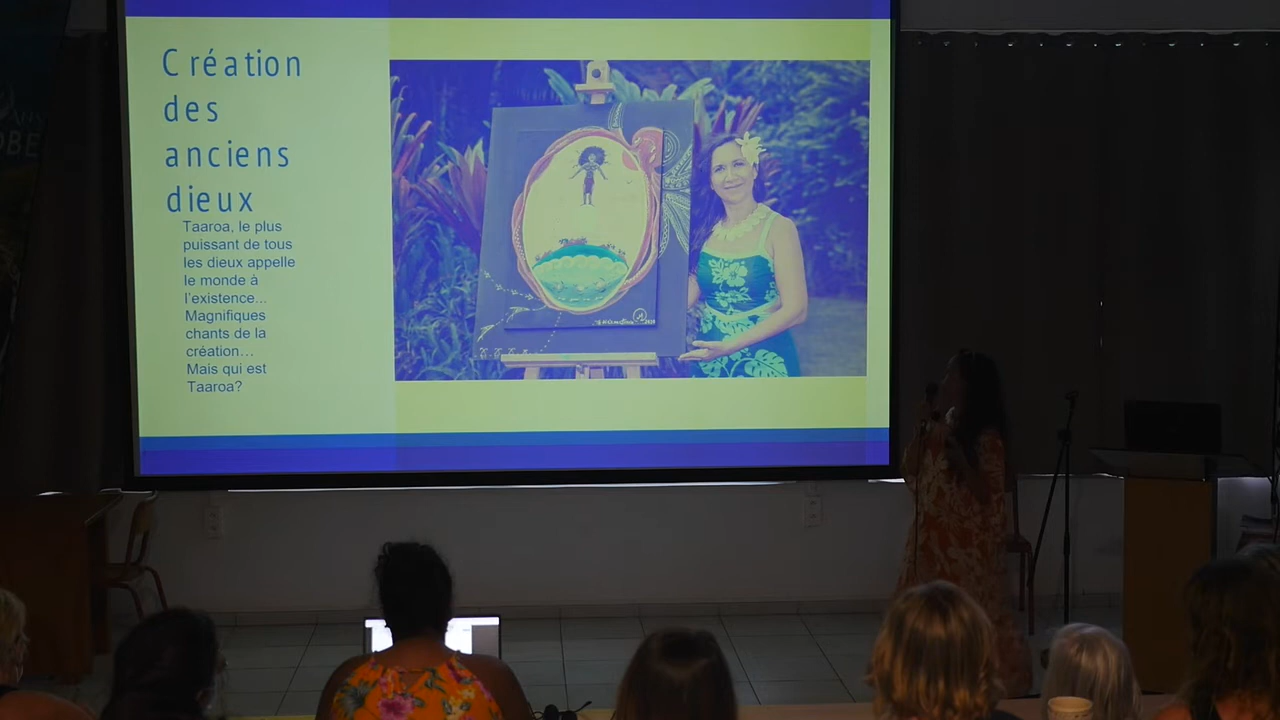 Création
des
anciens
dieux
Taaroa, le plus
puissant de tous
les dieux appelle
le monde à
l'existence...
Magnifiques
chants de la
création...
Mais qui est
Taaroa?